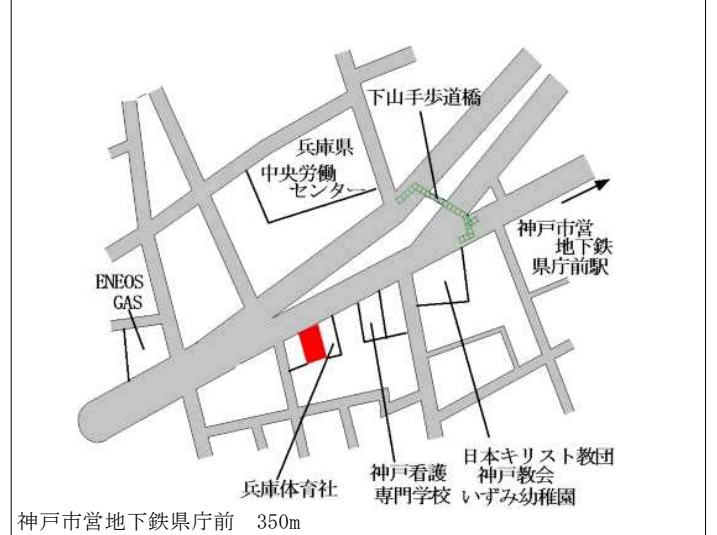 下山手歩道橋
兵庫県
中央労働
センター
神戸市営
地下鉄
県庁前駅
ENEOS
GAS
日本キリスト教団
神戸教会
いずみ幼稚園
神戸看護
専門学校
兵庫体育社
神戸市営地下鉄県庁前　350m